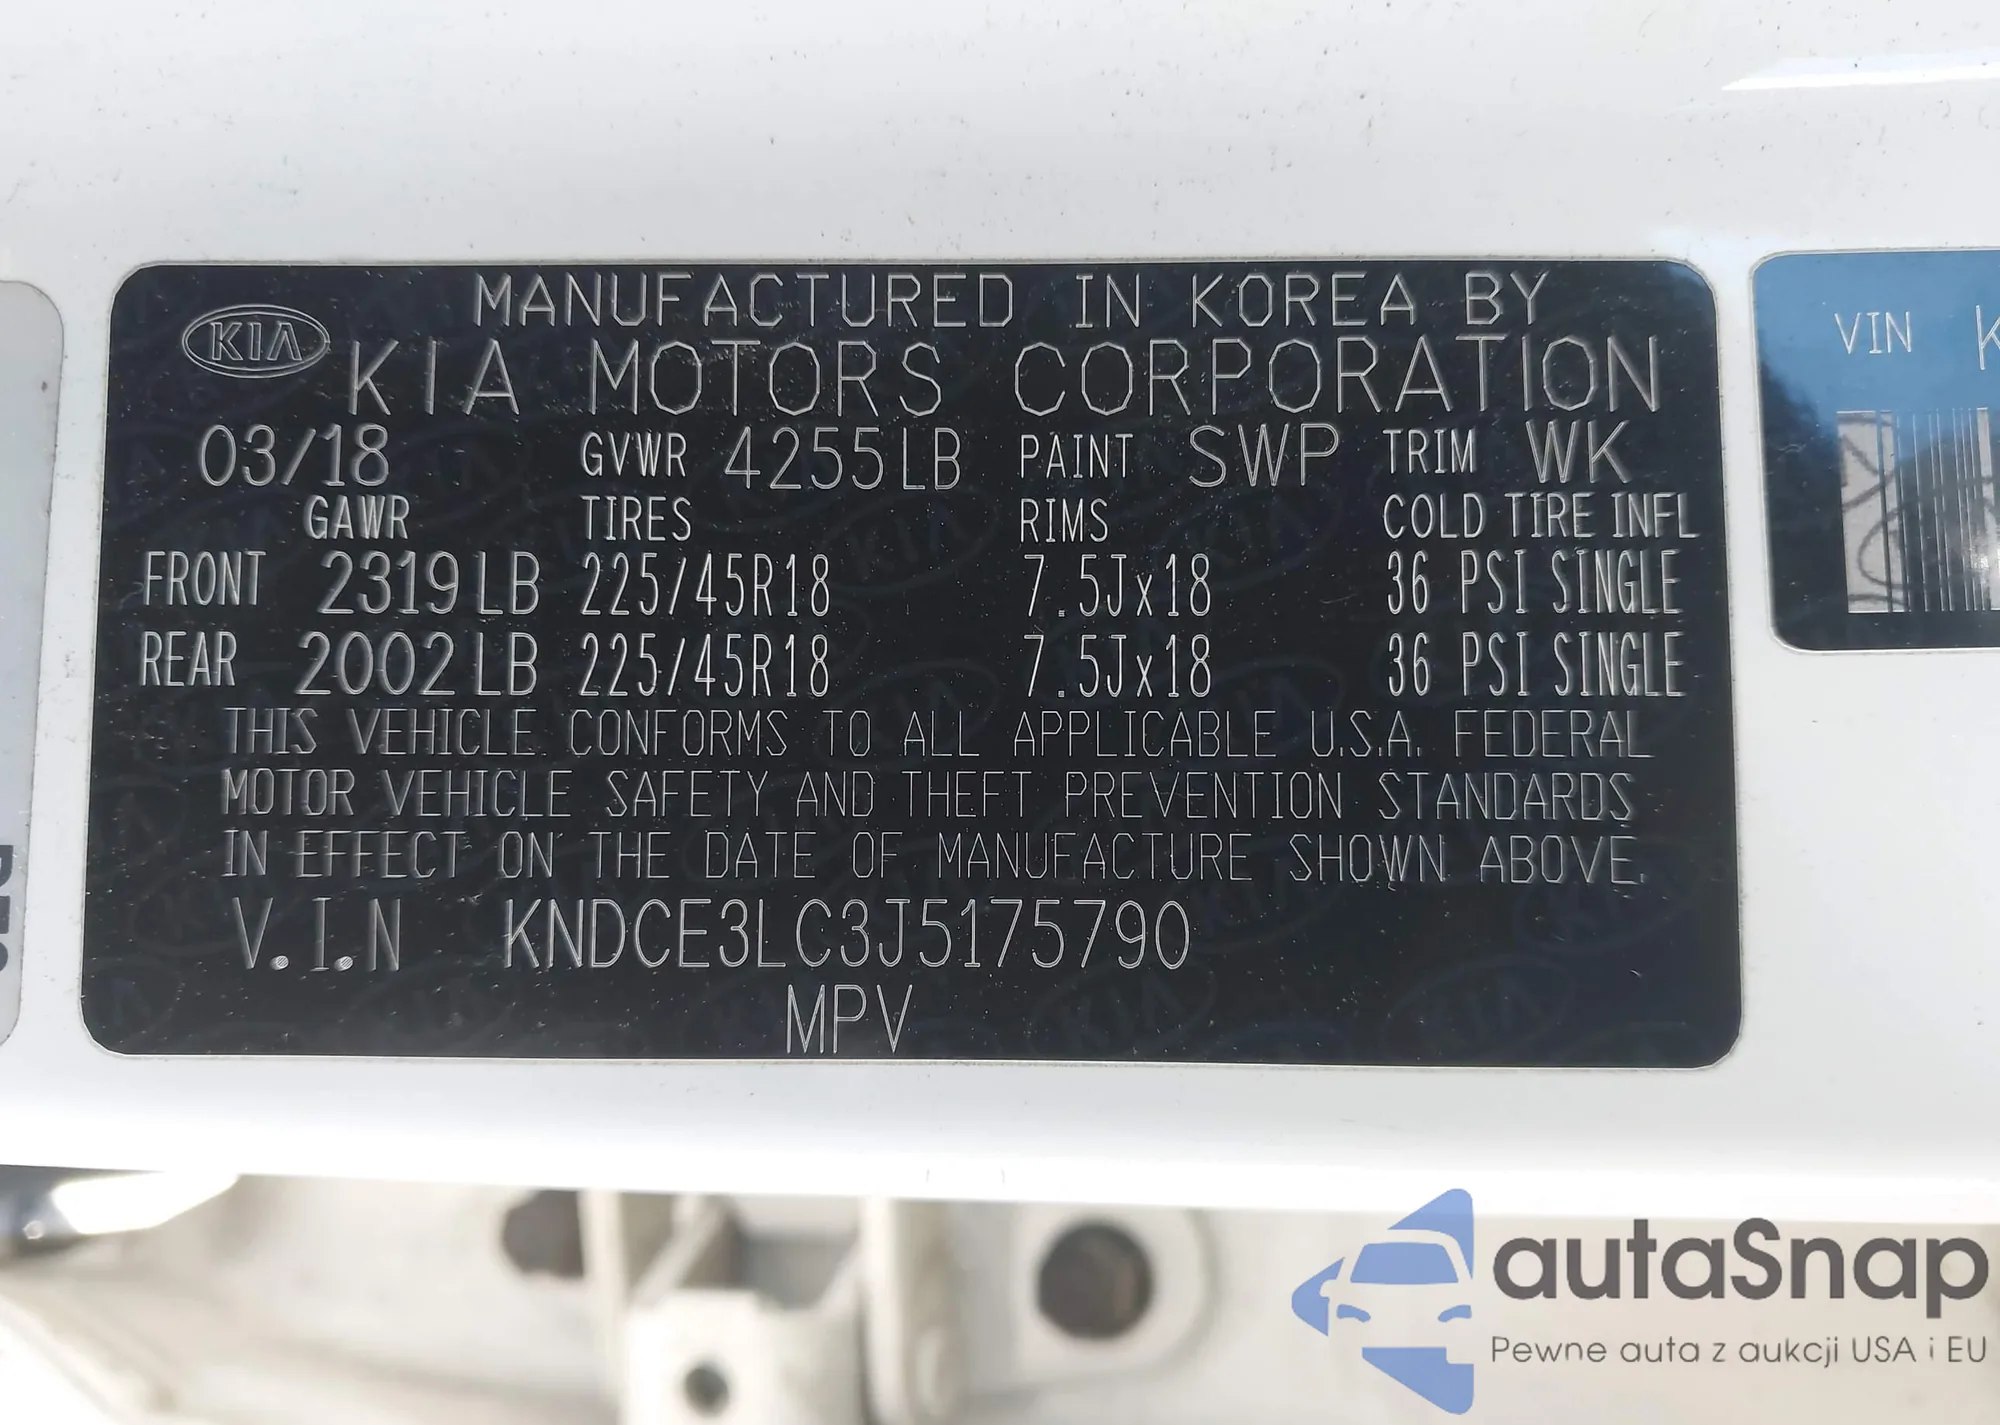 MANUFACTURED IN KOREA BY
KIA KIA MOTORS CORPORATION
03/18 GVWR 4255LB PAINT SWP TRIM WK
GAWR TIRES RIMS COLD TIRE INFL
FRONT 2319LB 225/45R18 7.5Jx18 36 PSI SINGLE
REAR 2002LB 225/45R18 7.5Jx18 36 PSI SINGLE
THIS VEHICLE CONFORMS TO ALL APPLICABLE U.S.A. FEDERAL
MOTOR VEHICLE SAFETY AND THEFT PREVENTION STANDARDS
IN EFFECT ON THE DATE OF MANUFACTURE SHOWN ABOVE.
V.I.N KNDCE3LC3J5175790
MPV
VIN K
autaSnap
Pewne auta z aukcji USA i EU